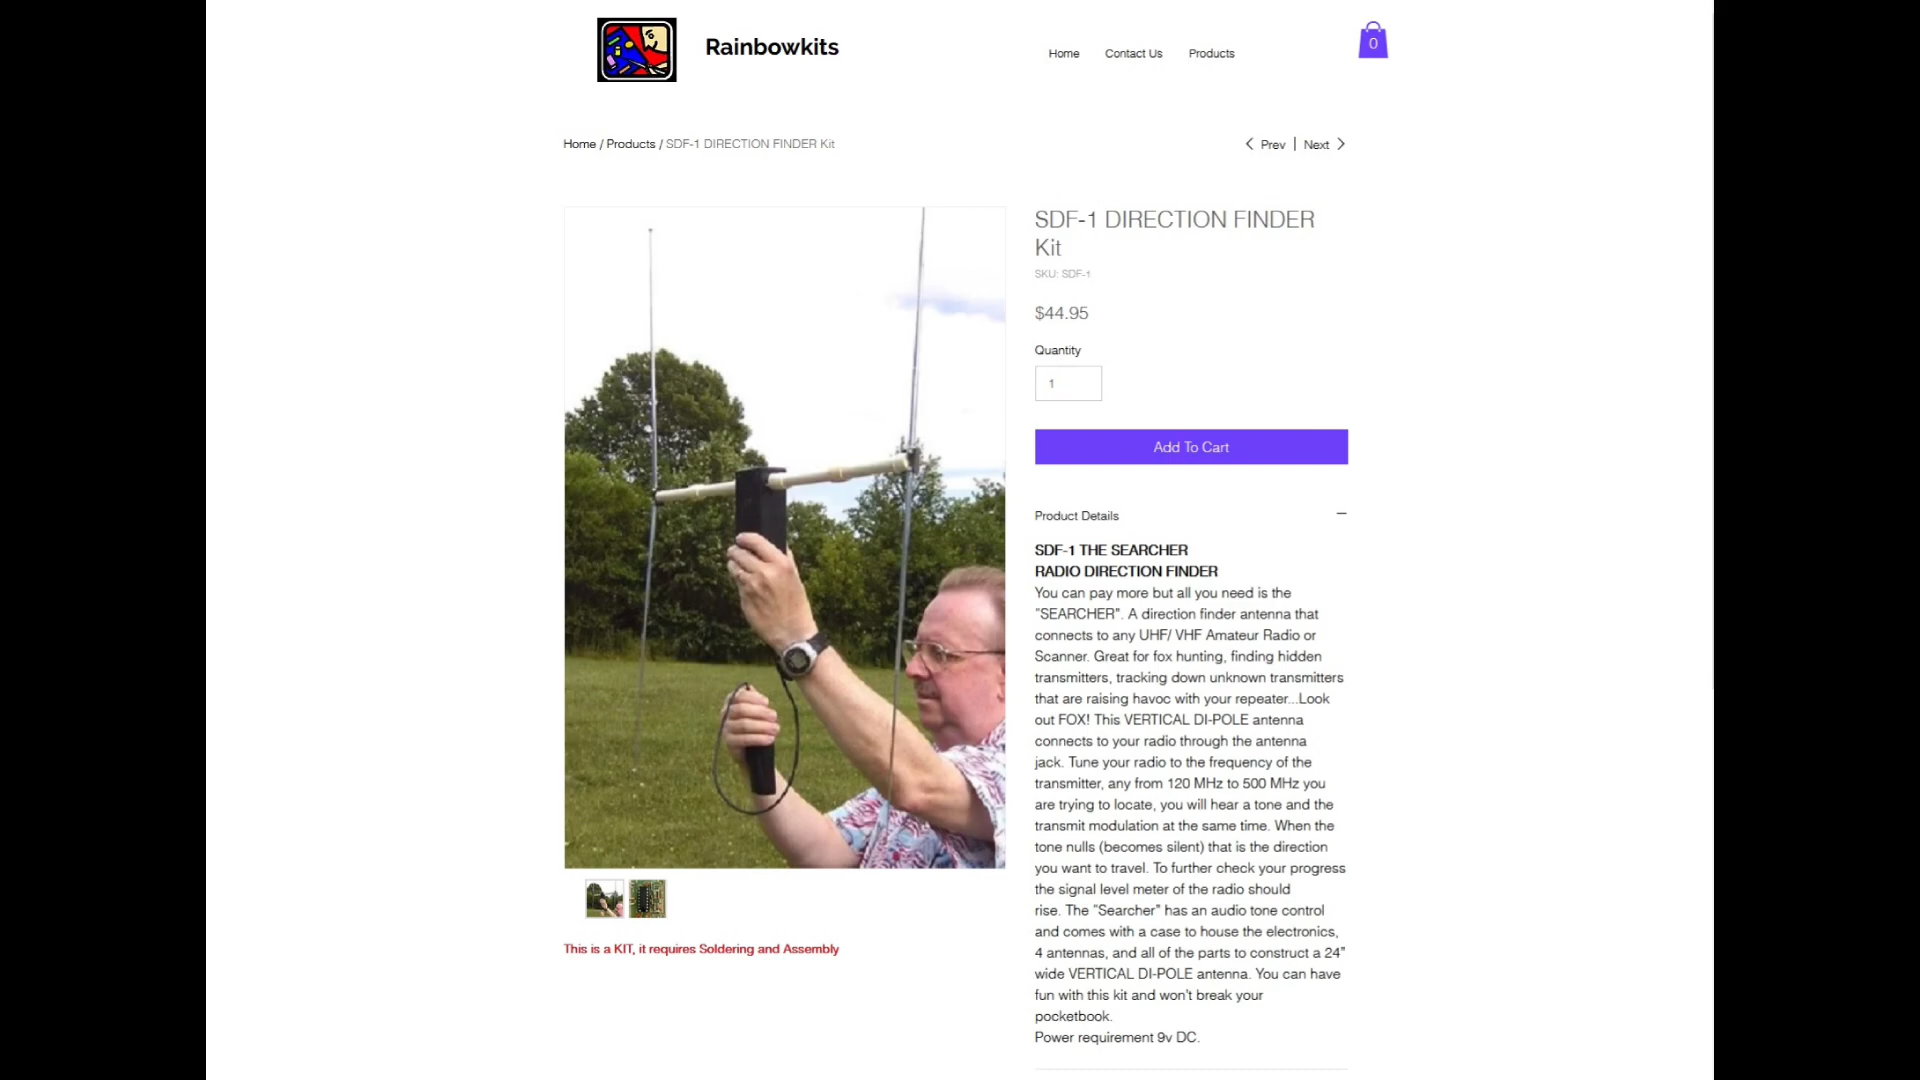 Rainbowkits
Home
Contact Us
Products
0
Home / Products / SDF-1 DIRECTION FINDER Kit
Prev | Next
SDF-1 DIRECTION FINDER
Kit
SKU: SDF-1
$44.95
Quantity
1
Add To Cart
Product Details
SDF-1 THE SEARCHER
RADIO DIRECTION FINDER
You can pay more but all you need is the
"SEARCHER". A direction finder antenna that
connects to any UHF/ VHF Amateur Radio or
Scanner. Great for fox hunting, finding hidden
transmitters, tracking down unknown transmitters
that are raising havoc with your repeater...Look
out FOX! This VERTICAL DI-POLE antenna
connects to your radio through the antenna
jack. Tune your radio to the frequency of the
transmitter, any from 120 MHz to 500 MHz you
are trying to locate, you will hear a tone and the
transmit modulation at the same time. When the
tone nulls (becomes silent) that is the direction
you want to travel. To further check your progress
the signal level meter of the radio should
rise. The "Searcher" has an audio tone control
and comes with a case to house the electronics,
4 antennas, and all of the parts to construct a 24"
wide VERTICAL DI-POLE antenna. You can have
fun with this kit and won't break your
pocketbook.
Power requirement 9v DC.
This is a KIT, it requires Soldering and Assembly